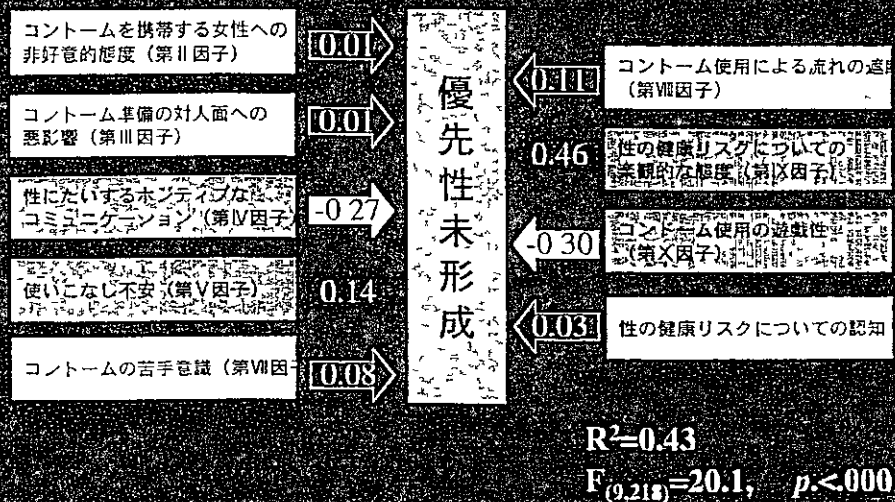 コントームを携帯する女性への
非好意的態度（第Ⅱ因子）
0.01
コントーム準備の対人面への
悪影響（第Ⅲ因子）
0.01
性にたいするポンティブな
コミュニケーション（第Ⅳ因子）
-0 27
使いこなし不安（第Ⅴ因子）
0.14
コントームの苦手意識（第Ⅶ因子
0.08
優先性未形成
コントーム使用による流れの遮断
（第Ⅷ因子）
0.11
性の健康リスクについての
楽観的な態度（第Ⅸ因子）
0.46
コントーム使用の遊戯性
（第Ⅹ因子）
-0 30
性の健康リスクについての認知
0.03
R²=0.43
F(9.218)=20.1, p.<.000